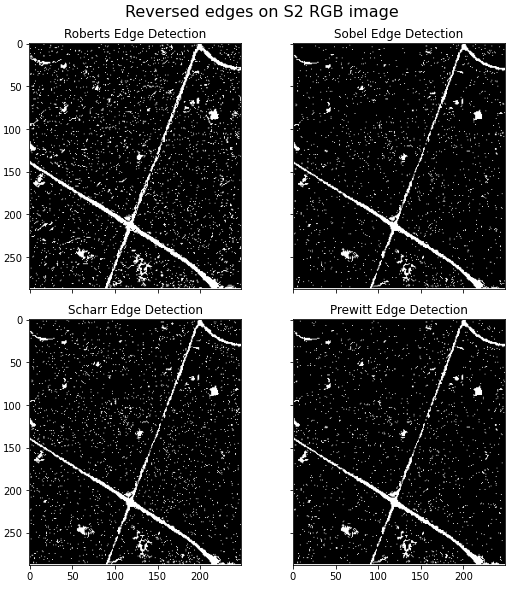 Reversed edges on S2 RGB image
Roberts Edge Detection
Sobel Edge Detection
0
50
100
150
200
250
Scharr Edge Detection
Prewitt Edge Detection
0
50
100
150
200
250
0 50 100 150 200
0 50 100 150 200